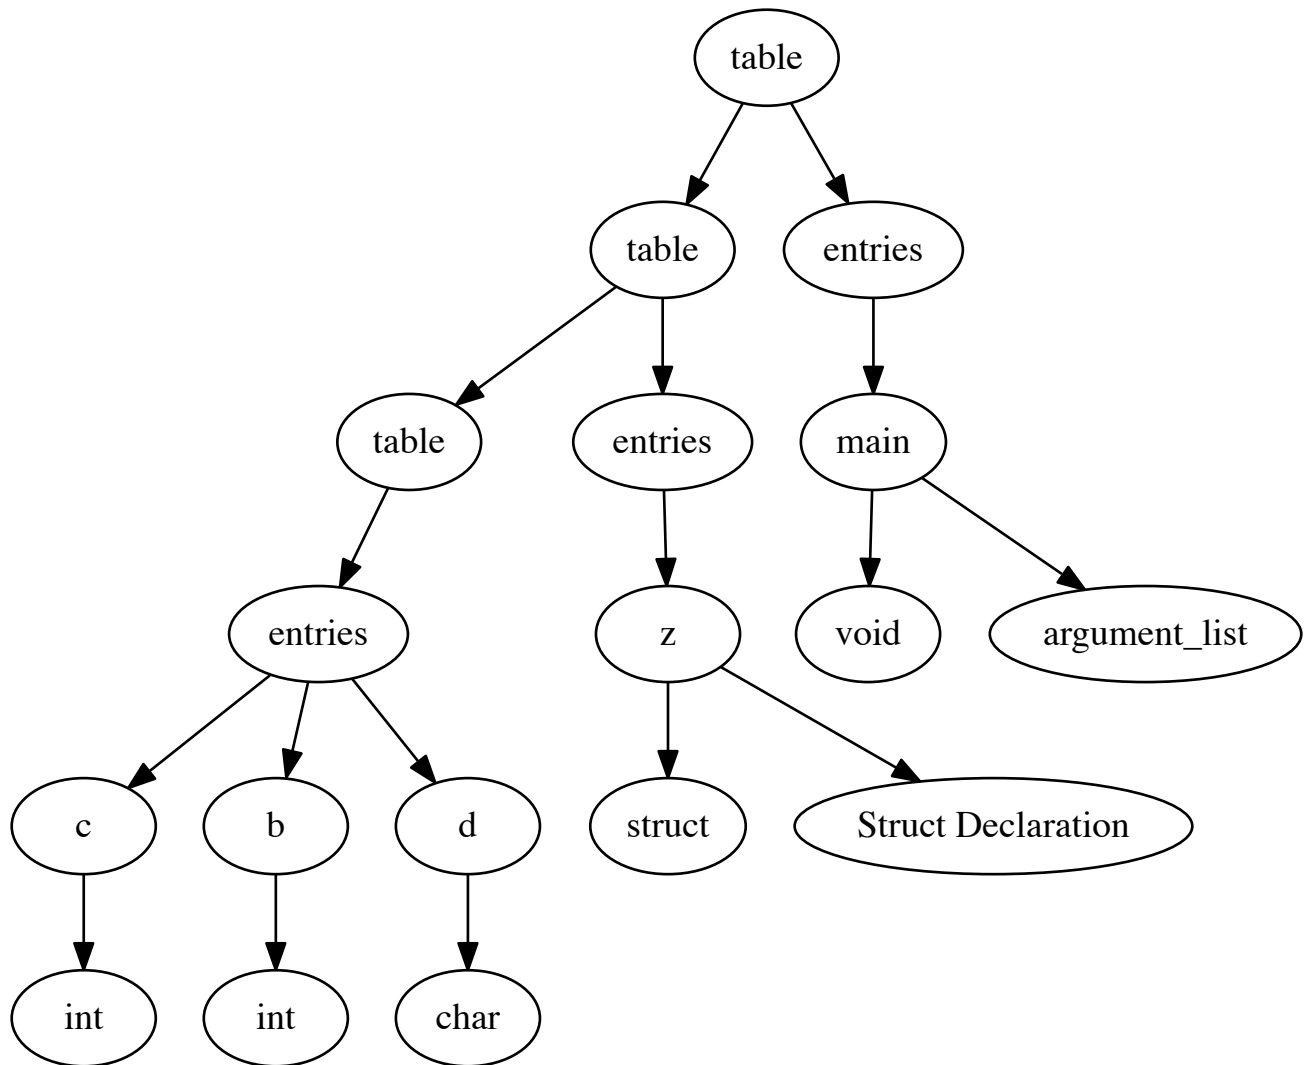 table
table
entries
table
entries
main
entries
z
void
argument_list
c
b
d
struct
Struct Declaration
int
int
char